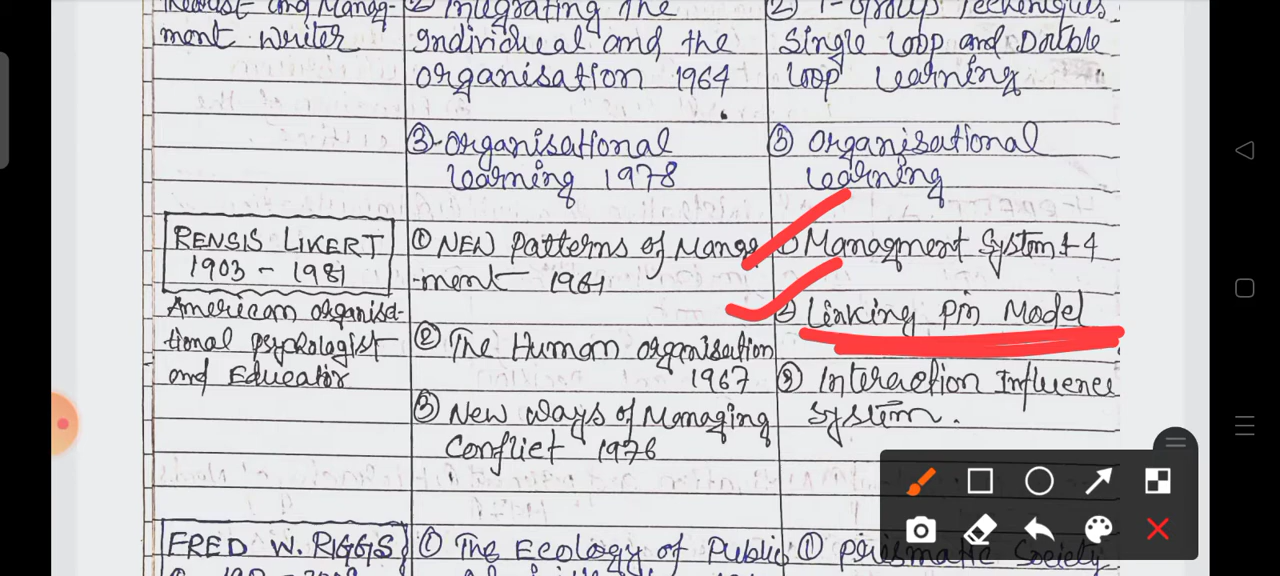 ment Writer
② Integrating the
Individual and the
organisation 1964
Single loop and Double
loop Learning
③-Organisational
Learning 1978
③ Organisational
Learning
RENSIS LIKERT
1903 - 1981
American organisa-
tional psychologist
and Educator
① NEW Patterns of Mange
-ment 1961
② The Human organisation
1967
③ New Ways of Managing
Conflict 1976
Managment System 1-4
② Linking Pin Model
③ Interaction Influence
System.
FRED W. RIGGS
① The Ecology of Public
① Prismatic Society